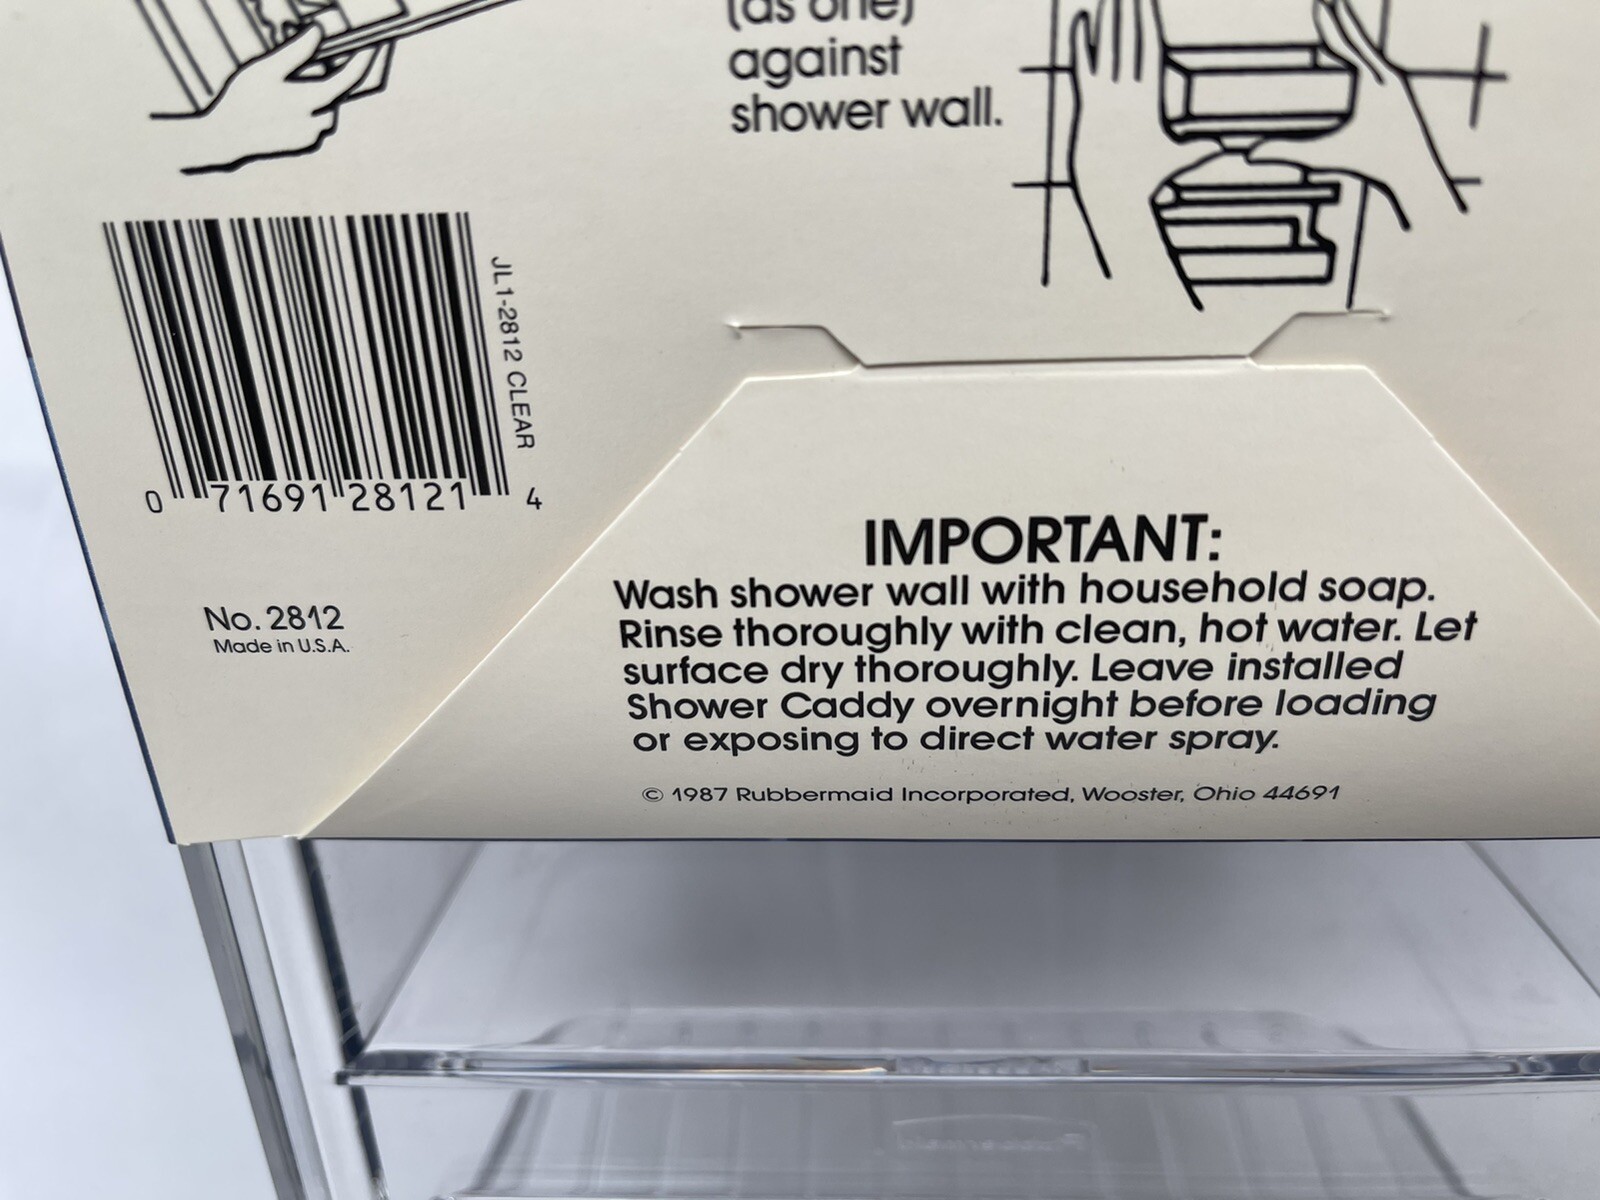 (as one)
against
shower wall.
JL1-2812 CLEAR
0 71691 28121 4
No. 2812
Made in U.S.A.
IMPORTANT:
Wash shower wall with household soap.
Rinse thoroughly with clean, hot water. Let
surface dry thoroughly. Leave installed
Shower Caddy overnight before loading
or exposing to direct water spray.
© 1987 Rubbermaid Incorporated, Wooster, Ohio 44691
Rubbermaid